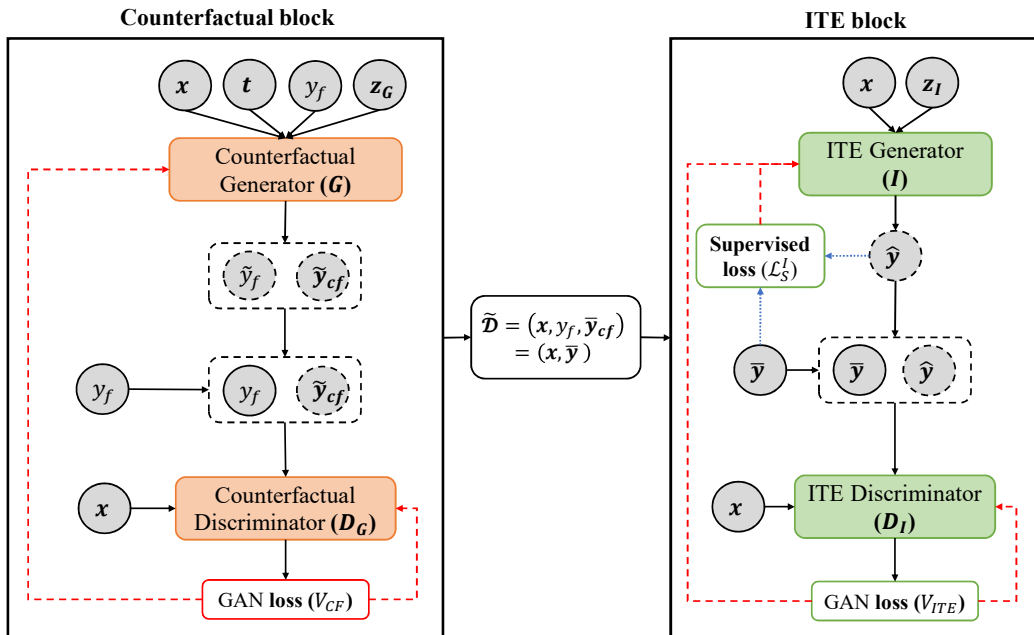 Counterfactual block
x t y_f z_G
Counterfactual
Generator (G)
ỹ_f ỹ_cf
y_f y_f ỹ_cf
x
Counterfactual
Discriminator (D_G)
GAN loss (V_CF)
𝒟̃ = (x, y_f, ȳ_cf)
= (x, ȳ )
ITE block
x z_I
ITE Generator
(I)
Supervised
loss (ℒ_S^I)
ŷ
ȳ ȳ ŷ
x
ITE Discriminator
(D_I)
GAN loss (V_ITE)